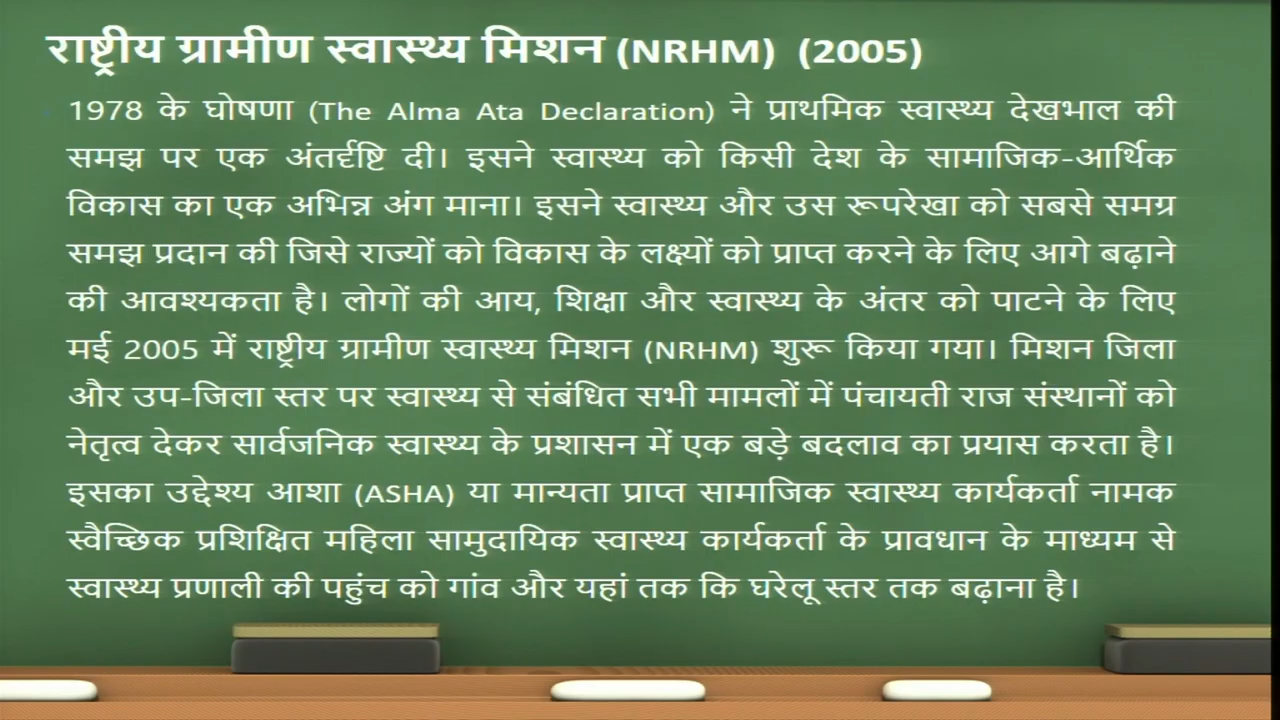 राष्ट्रीय ग्रामीण स्वास्थ्य मिशन (NRHM) (2005)
1978 के घोषणा (The Alma Ata Declaration) ने प्राथमिक स्वास्थ्य देखभाल की
समझ पर एक अंतर्दृष्टि दी। इसने स्वास्थ्य को किसी देश के सामाजिक-आर्थिक
विकास का एक अभिन्न अंग माना। इसने स्वास्थ्य और उस रूपरेखा को सबसे समग्र
समझ प्रदान की जिसे राज्यों को विकास के लक्ष्यों को प्राप्त करने के लिए आगे बढ़ाने
की आवश्यकता है। लोगों की आय, शिक्षा और स्वास्थ्य के अंतर को पाटने के लिए
मई 2005 में राष्ट्रीय ग्रामीण स्वास्थ्य मिशन (NRHM) शुरू किया गया। मिशन जिला
और उप-जिला स्तर पर स्वास्थ्य से संबंधित सभी मामलों में पंचायती राज संस्थानों को
नेतृत्व देकर सार्वजनिक स्वास्थ्य के प्रशासन में एक बड़े बदलाव का प्रयास करता है।
इसका उद्देश्य आशा (ASHA) या मान्यता प्राप्त सामाजिक स्वास्थ्य कार्यकर्ता नामक
स्वैच्छिक प्रशिक्षित महिला सामुदायिक स्वास्थ्य कार्यकर्ता के प्रावधान के माध्यम से
स्वास्थ्य प्रणाली की पहुंच को गांव और यहां तक कि घरेलू स्तर तक बढ़ाना है।